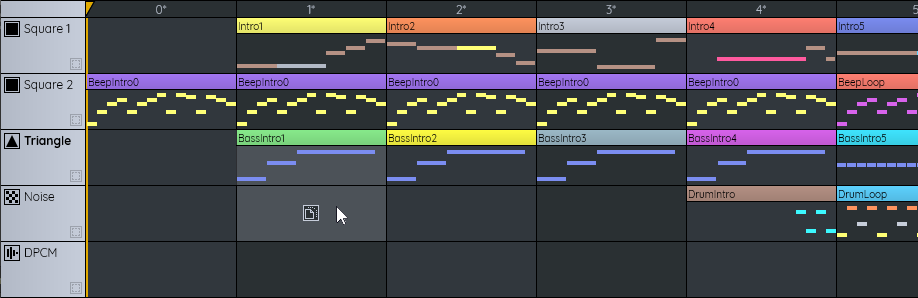 0* 1* 2* 3* 4* 5
Square 1 Intro1 Intro2 Intro3 Intro4 Intro5
Square 2 BeepIntro0 BeepIntro0 BeepIntro0 BeepIntro0 BeepIntro0 BeepLoop
Triangle BassIntro1 BassIntro2 BassIntro3 BassIntro4 BassIntro5
Noise DrumIntro DrumLoop
DPCM